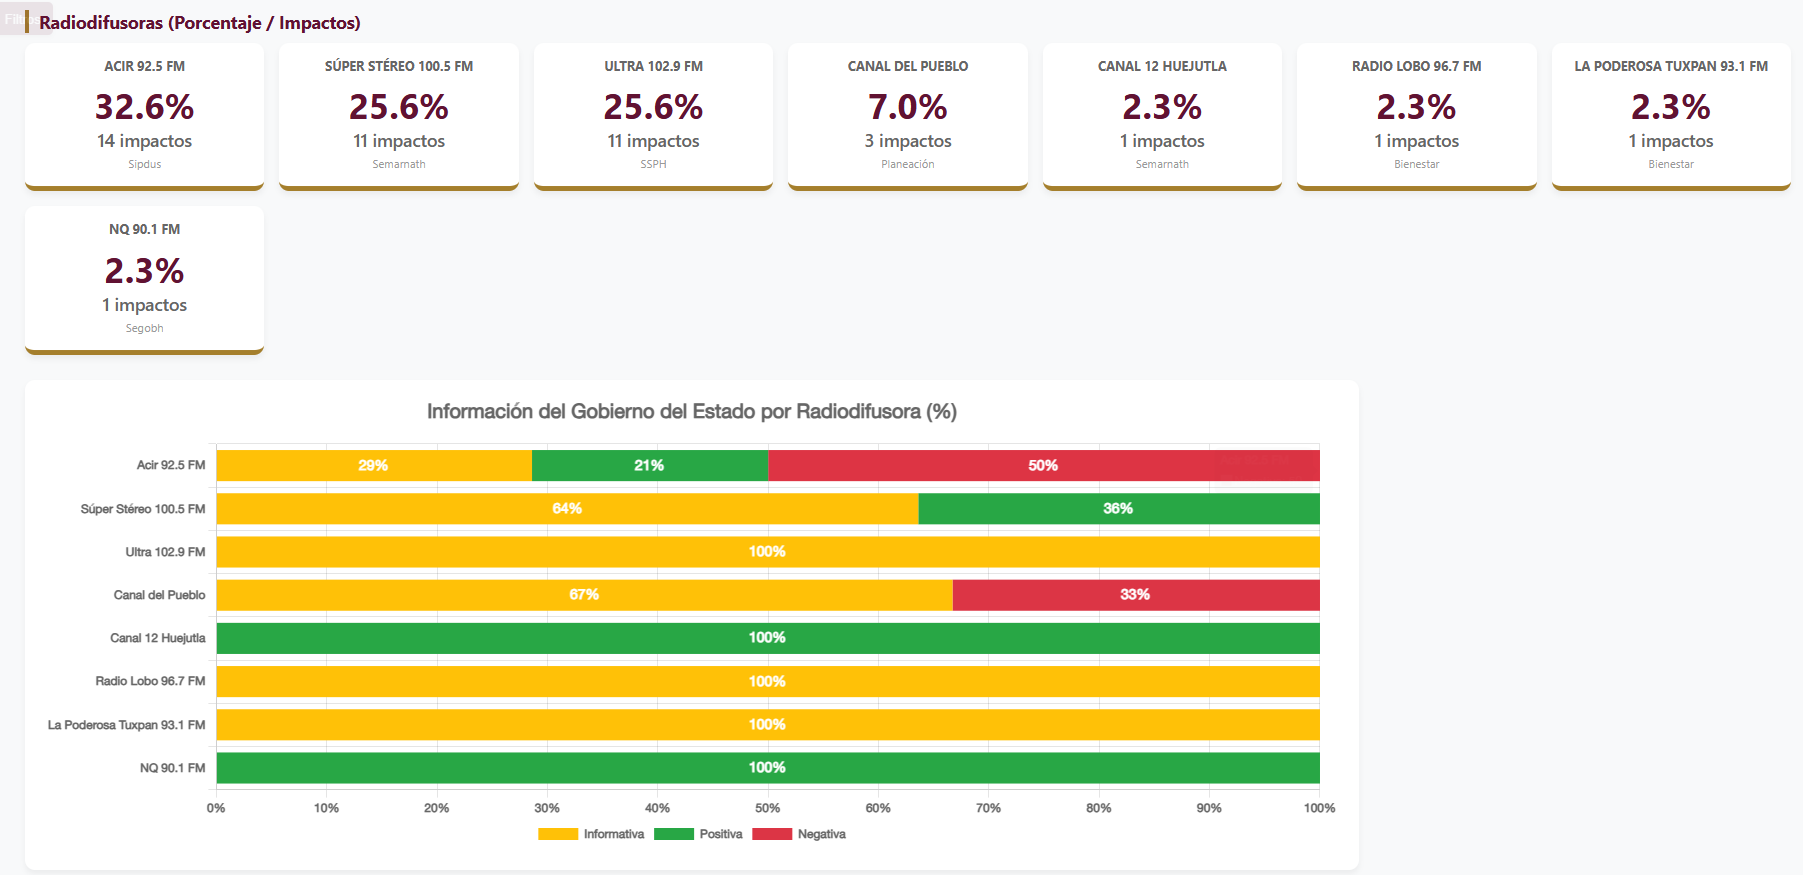 Filtros
Radiodifusoras (Porcentaje / Impactos)
ACIR 92.5 FM
32.6%
14 impactos
Sipdus
SÚPER STÉREO 100.5 FM
25.6%
11 impactos
Semarnath
ULTRA 102.9 FM
25.6%
11 impactos
SSPH
CANAL DEL PUEBLO
7.0%
3 impactos
Planeación
CANAL 12 HUEJUTLA
2.3%
1 impactos
Semarnath
RADIO LOBO 96.7 FM
2.3%
1 impactos
Bienestar
LA PODEROSA TUXPAN 93.1 FM
2.3%
1 impactos
Bienestar
NQ 90.1 FM
2.3%
1 impactos
Segobh
Información del Gobierno del Estado por Radiodifusora (%)
Acir 92.5 FM 29% 21% 50%
Súper Stéreo 100.5 FM 64% 36%
Ultra 102.9 FM 100%
Canal del Pueblo 67% 33%
Canal 12 Huejutla 100%
Radio Lobo 96.7 FM 100%
La Poderosa Tuxpan 93.1 FM 100%
NQ 90.1 FM 100%
0% 10% 20% 30% 40% 50% 60% 70% 80% 90% 100%
Informativa Positiva Negativa